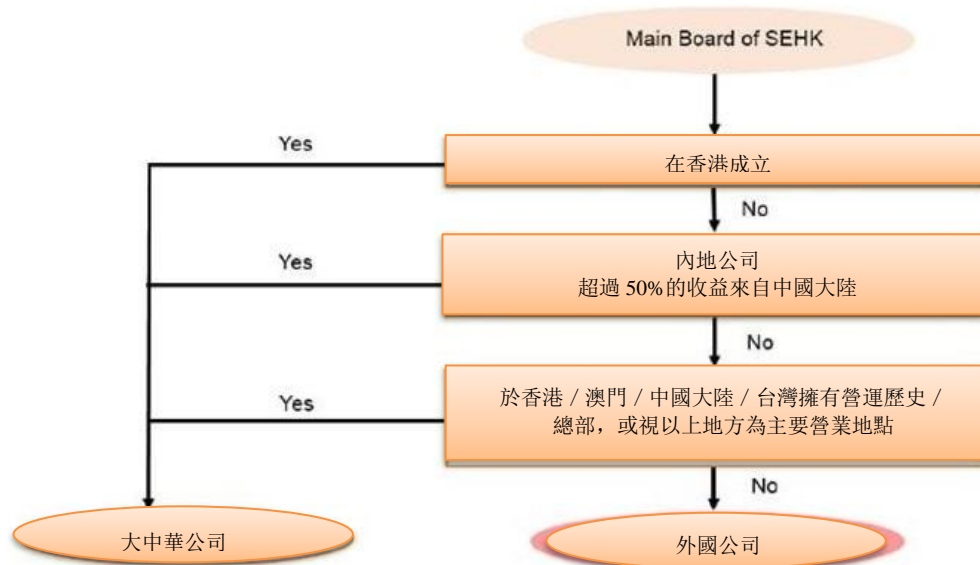 Main Board of SEHK
Yes
在香港成立
No
Yes
內地公司
超過 50%的收益來自中國大陸
No
Yes
於香港 / 澳門 / 中國大陸 / 台灣擁有營運歷史 /
總部，或視以上地方為主要營業地點
No
大中華公司
外國公司